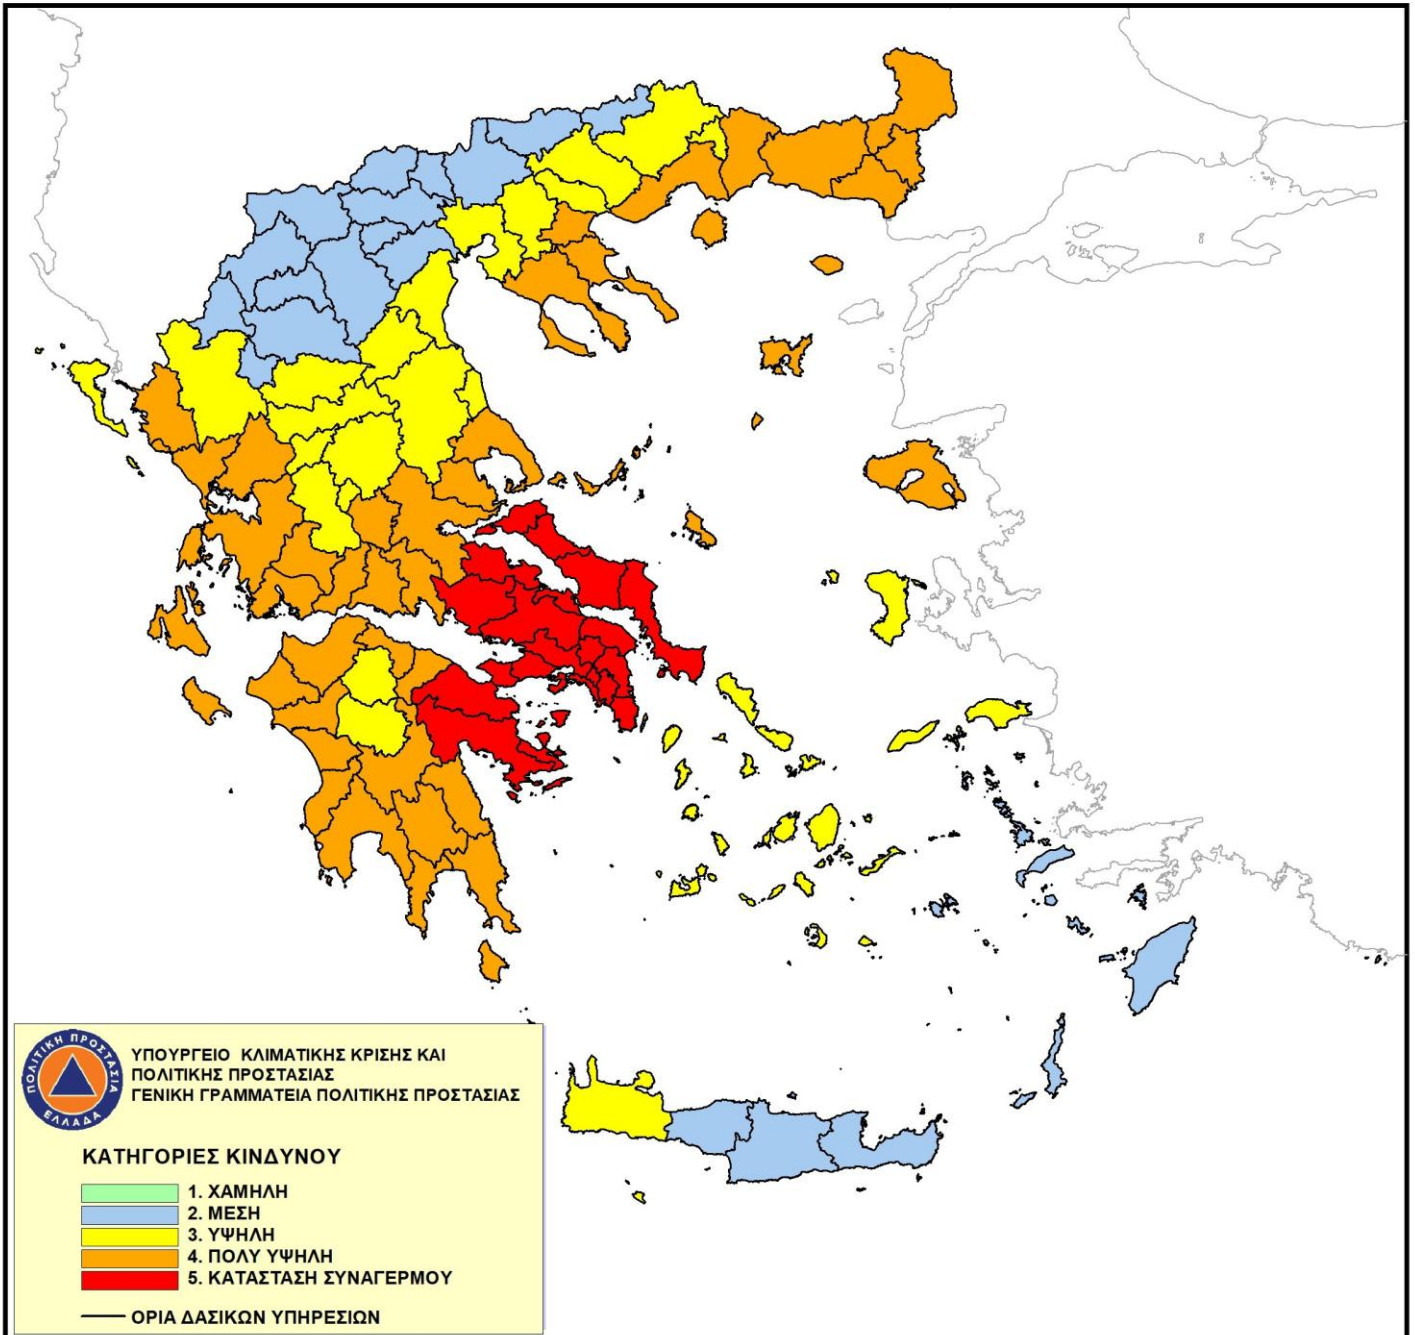 ΠΟΛΙΤΙΚΗ ΠΡΟΣΤΑΣΙΑ
ΕΛΛΑΔΑ
ΥΠΟΥΡΓΕΙΟ ΚΛΙΜΑΤΙΚΗΣ ΚΡΙΣΗΣ ΚΑΙ
ΠΟΛΙΤΙΚΗΣ ΠΡΟΣΤΑΣΙΑΣ
ΓΕΝΙΚΗ ΓΡΑΜΜΑΤΕΙΑ ΠΟΛΙΤΙΚΗΣ ΠΡΟΣΤΑΣΙΑΣ
ΚΑΤΗΓΟΡΙΕΣ ΚΙΝΔΥΝΟΥ
1. ΧΑΜΗΛΗ
2. ΜΕΣΗ
3. ΥΨΗΛΗ
4. ΠΟΛΥ ΥΨΗΛΗ
5. ΚΑΤΑΣΤΑΣΗ ΣΥΝΑΓΕΡΜΟΥ
ΟΡΙΑ ΔΑΣΙΚΩΝ ΥΠΗΡΕΣΙΩΝ